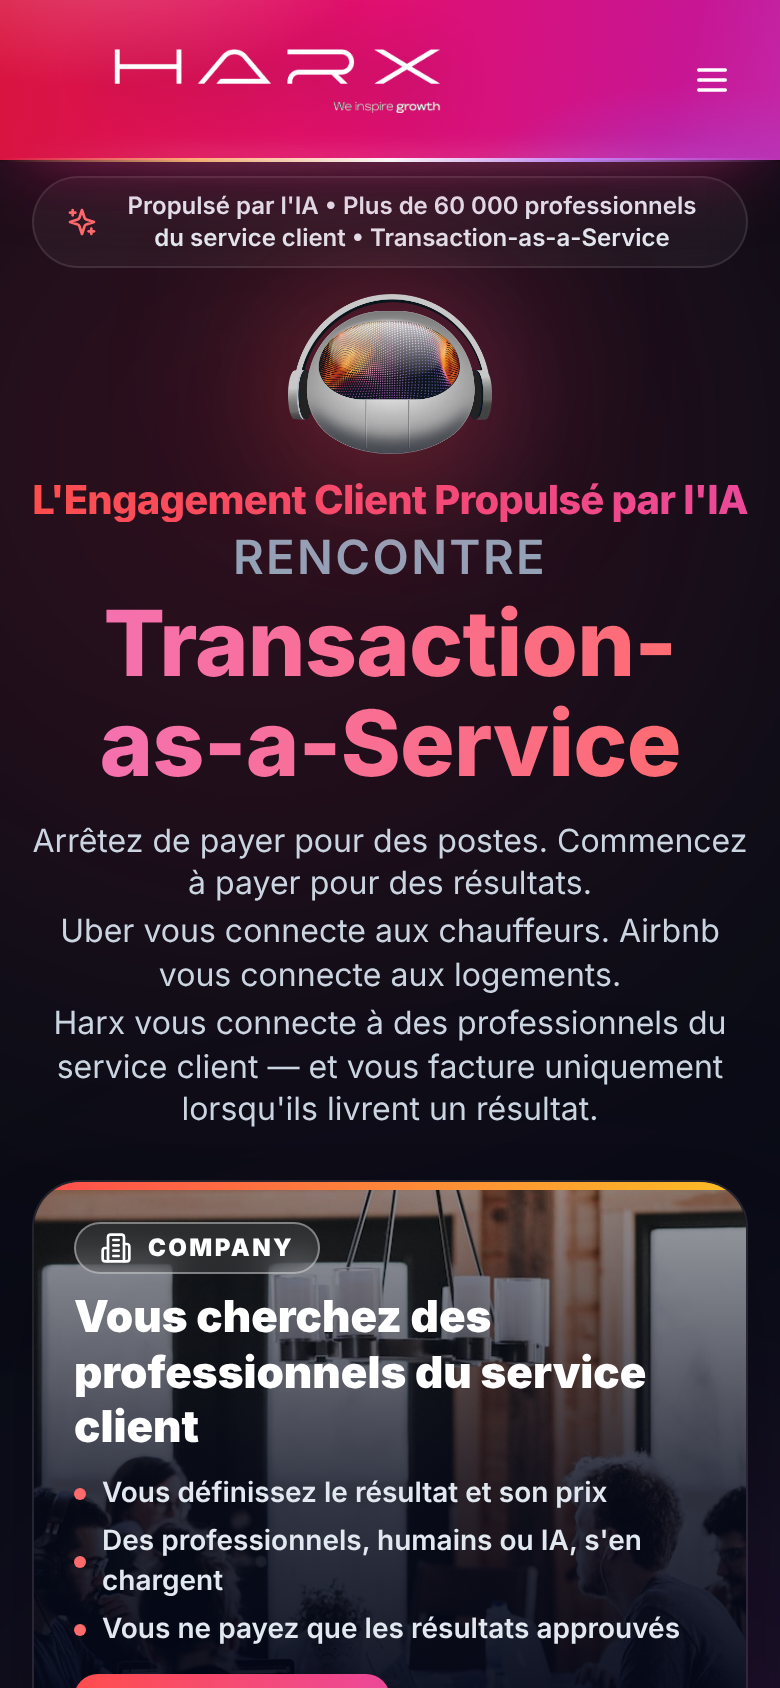 HARX
We inspire growth
Propulsé par l'IA • Plus de 60 000 professionnels
du service client • Transaction-as-a-Service
L'Engagement Client Propulsé par l'IA
RENCONTRE
Transaction-
as-a-Service
Arrêtez de payer pour des postes. Commencez
à payer pour des résultats.
Uber vous connecte aux chauffeurs. Airbnb
vous connecte aux logements.
Harx vous connecte à des professionnels du
service client — et vous facture uniquement
lorsqu'ils livrent un résultat.
COMPANY
Vous cherchez des
professionnels du service
client
Vous définissez le résultat et son prix
Des professionnels, humains ou IA, s'en
chargent
Vous ne payez que les résultats approuvés